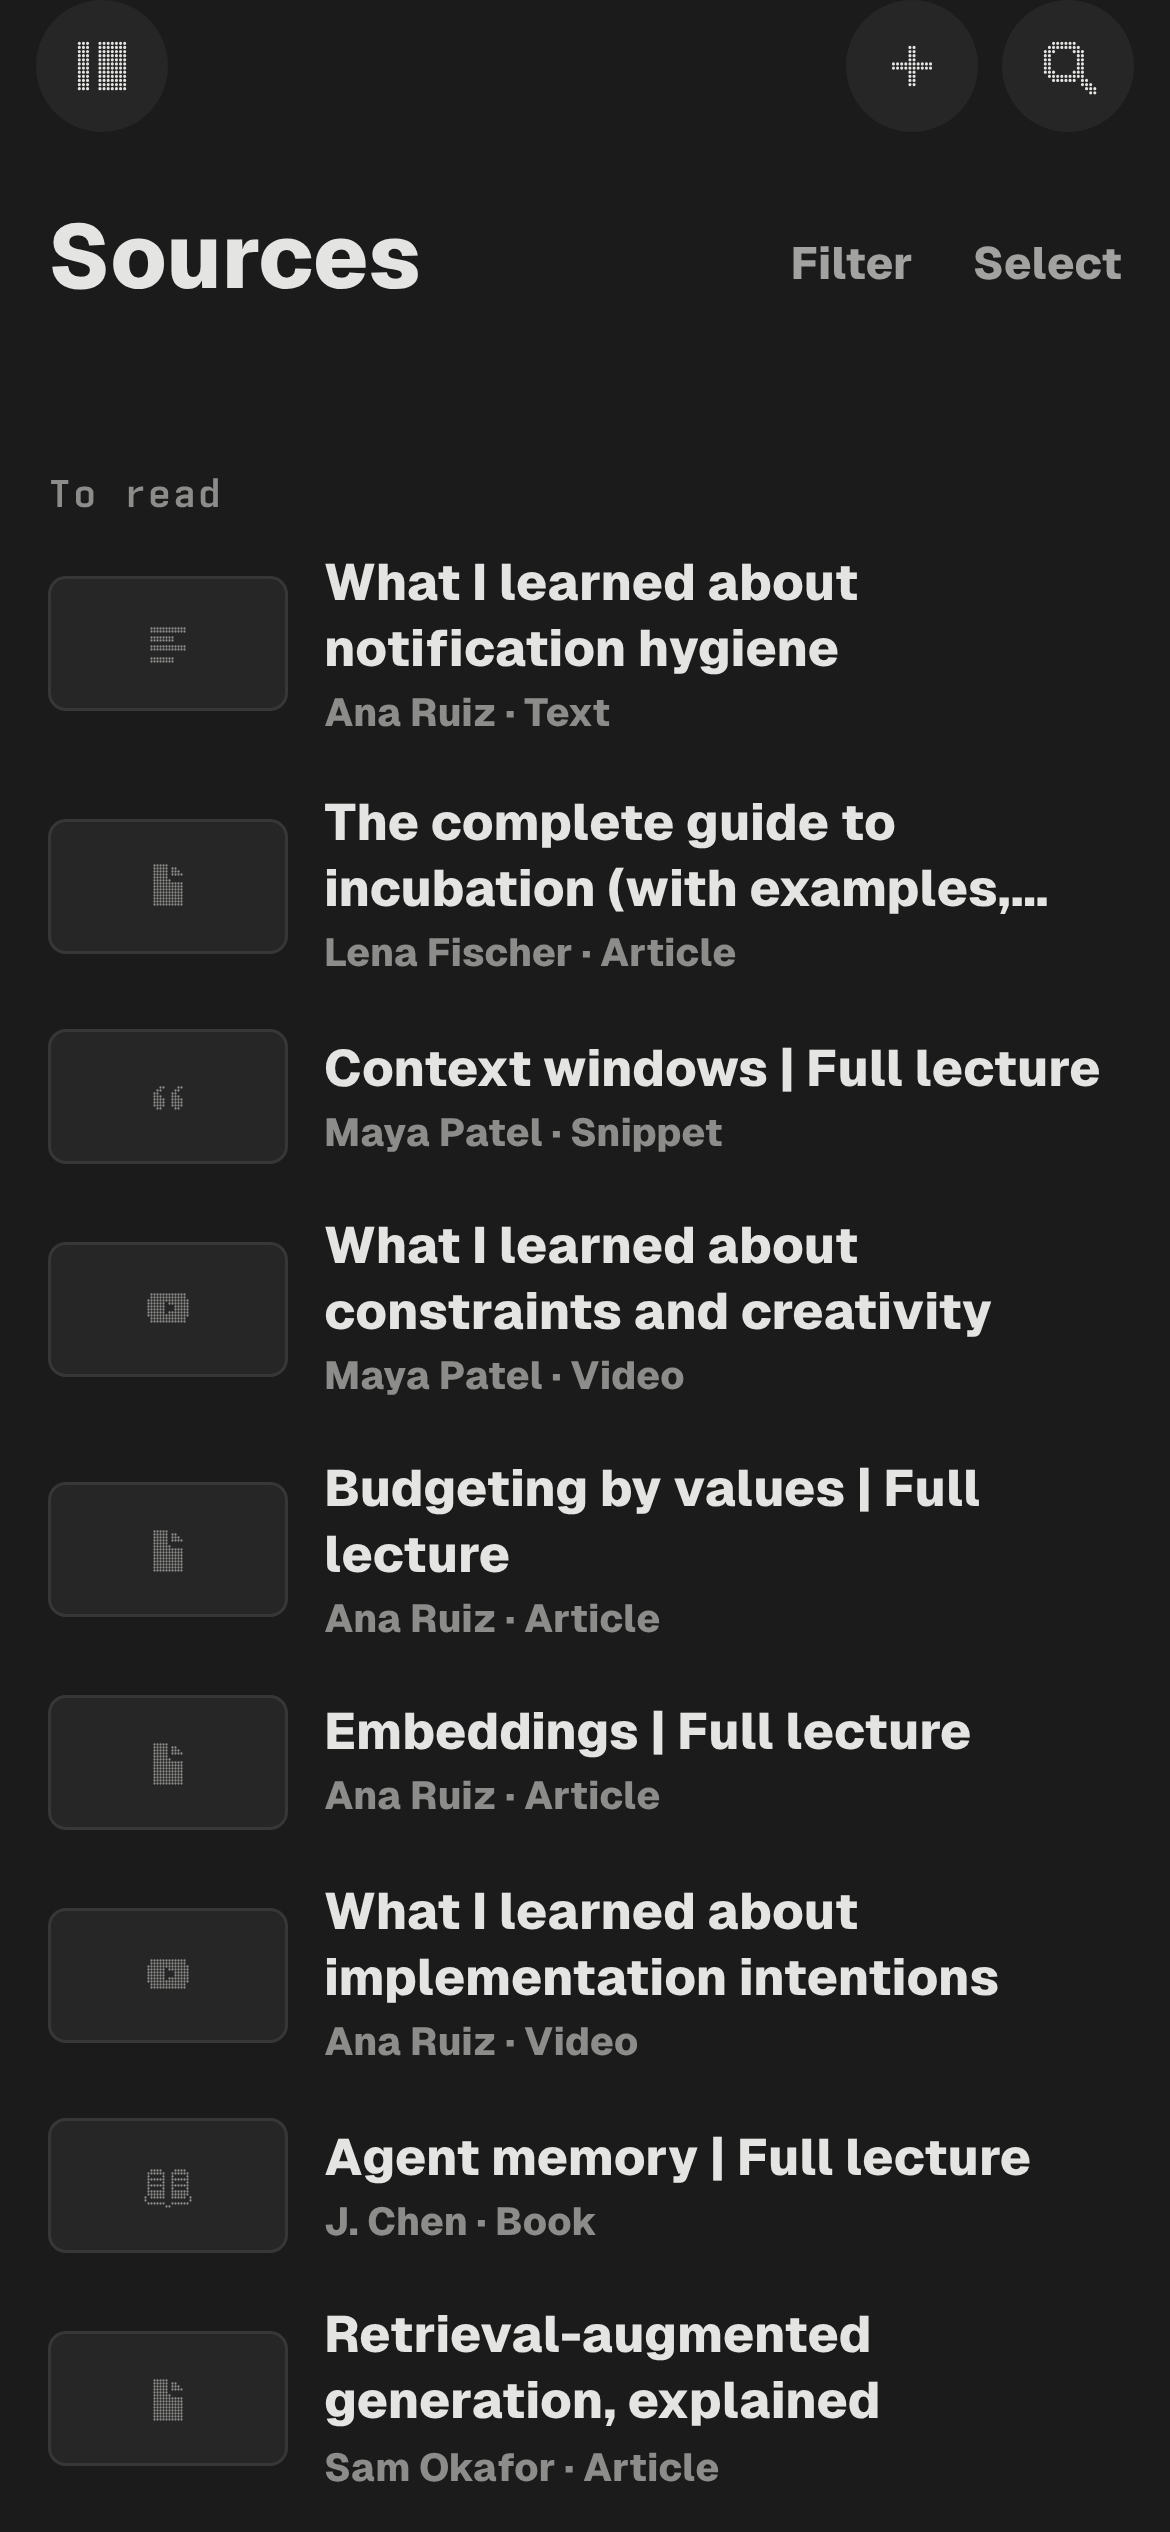 Sources
Filter
Select
To read
What I learned about
notification hygiene
Ana Ruiz · Text
The complete guide to
incubation (with examples,...
Lena Fischer · Article
Context windows | Full lecture
Maya Patel · Snippet
What I learned about
constraints and creativity
Maya Patel · Video
Budgeting by values | Full
lecture
Ana Ruiz · Article
Embeddings | Full lecture
Ana Ruiz · Article
What I learned about
implementation intentions
Ana Ruiz · Video
Agent memory | Full lecture
J. Chen · Book
Retrieval-augmented
generation, explained
Sam Okafor · Article